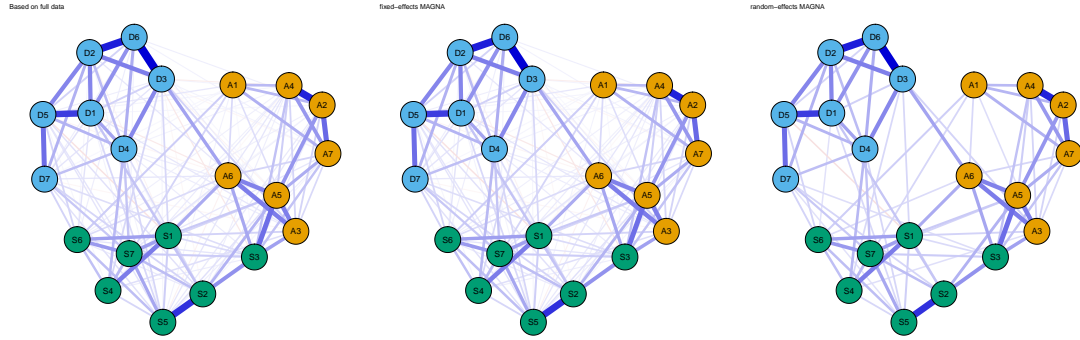 Based on full data
fixed−effects MAGNA
random−effects MAGNA
D6
D2
D3
A1
A4
A2
D5
D1
D4
A7
D7
A6
A5
S6
S1
A3
S7
S3
S4
S2
S5
D6
D2
D3
A1
A4
A2
D5
D1
D4
A7
D7
A6
A5
S6
S1
A3
S7
S3
S4
S2
S5
D6
D2
D3
A1
A4
A2
D5
D1
D4
A7
D7
A6
A5
S6
S1
A3
S7
S3
S4
S2
S5